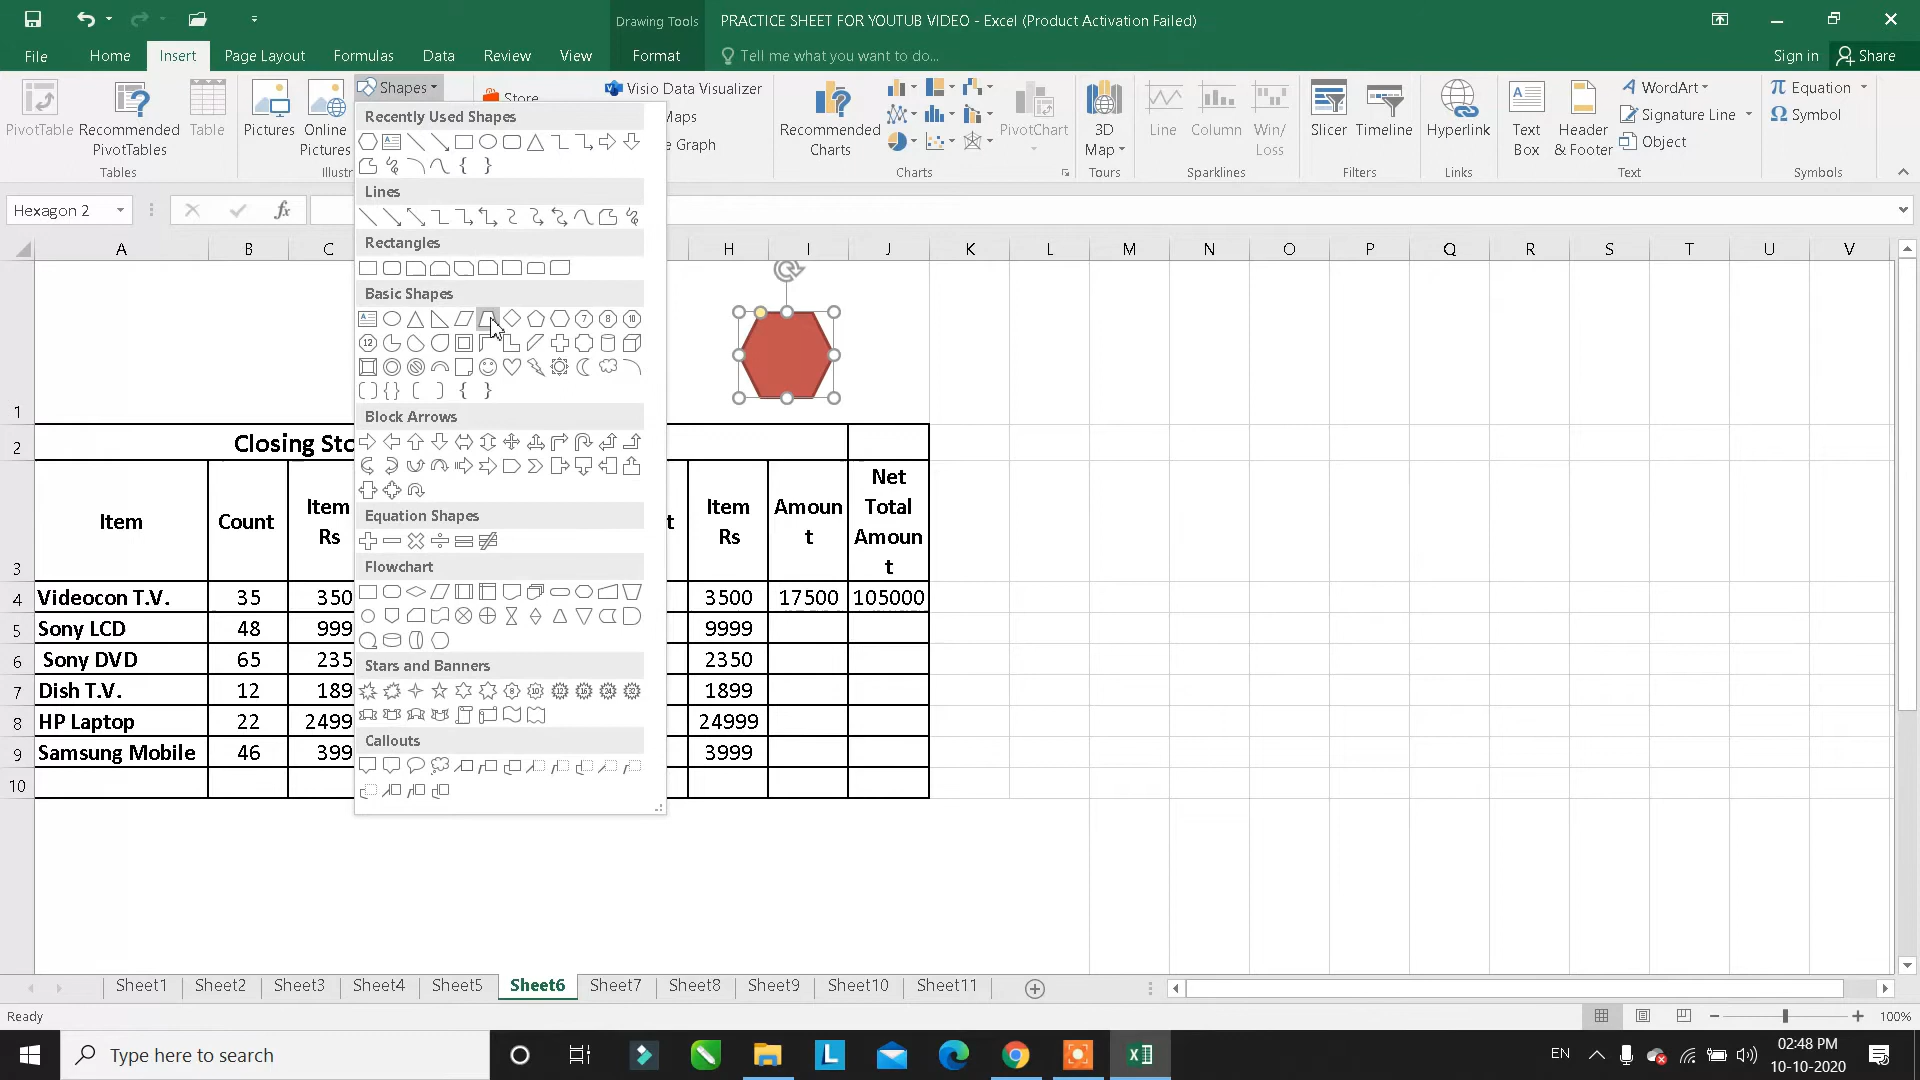 Drawing Tools
PRACTICE SHEET FOR YOUTUB VIDEO - Excel (Product Activation Failed)
File
Home
Insert
Page Layout
Formulas
Data
Review
View
Format
Tell me what you want to do...
Sign in
Share
PivotTable
Recommended PivotTables
Table
Tables
Pictures
Online Pictures
Shapes
Illustr
Store
Visio Data Visualizer
Maps
e Graph
Recommended Charts
PivotChart
Charts
3D Map
Tours
Line
Column
Win/ Loss
Sparklines
Slicer
Timeline
Filters
Hyperlink
Links
Text Box
Header & Footer
WordArt
Signature Line
Object
Text
Equation
Symbol
Symbols
Hexagon 2
fx
Recently Used Shapes
Lines
Rectangles
Basic Shapes
Block Arrows
Equation Shapes
Flowchart
Stars and Banners
Callouts
A B C H I J K L M N O P Q R S T U V
1
2 Closing Sto
3 Item Count Item Rs t Item Rs Amoun t Net Total Amoun t
4 Videocon T.V. 35 350 3500 17500 105000
5 Sony LCD 48 999 9999
6 Sony DVD 65 235 2350
7 Dish T.V. 12 189 1899
8 HP Laptop 22 2499 24999
9 Samsung Mobile 46 399 3999
10
Sheet1 Sheet2 Sheet3 Sheet4 Sheet5 Sheet6 Sheet7 Sheet8 Sheet9 Sheet10 Sheet11
Ready
100%
Type here to search
L
EN
02:48 PM
10-10-2020